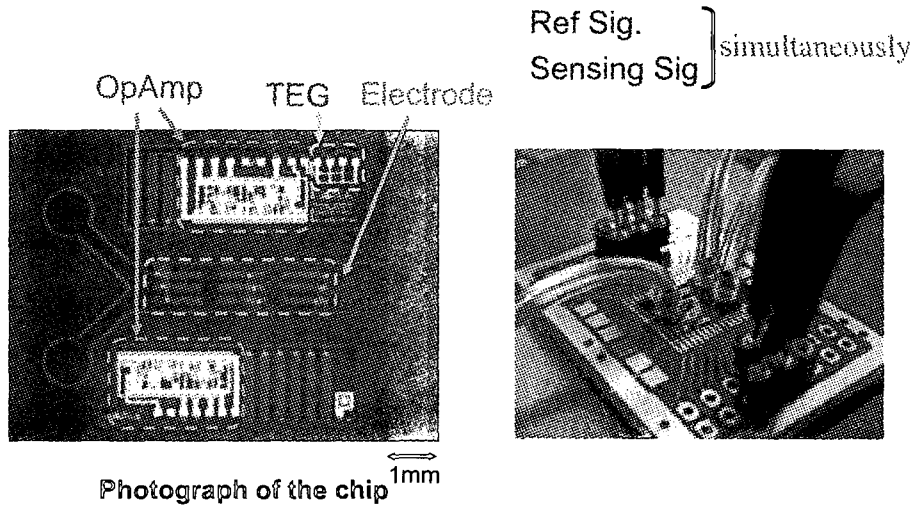 Ref Sig.
Sensing Sig
simultaneously
OpAmp
TEG
Electrode
1mm
Photograph of the chip